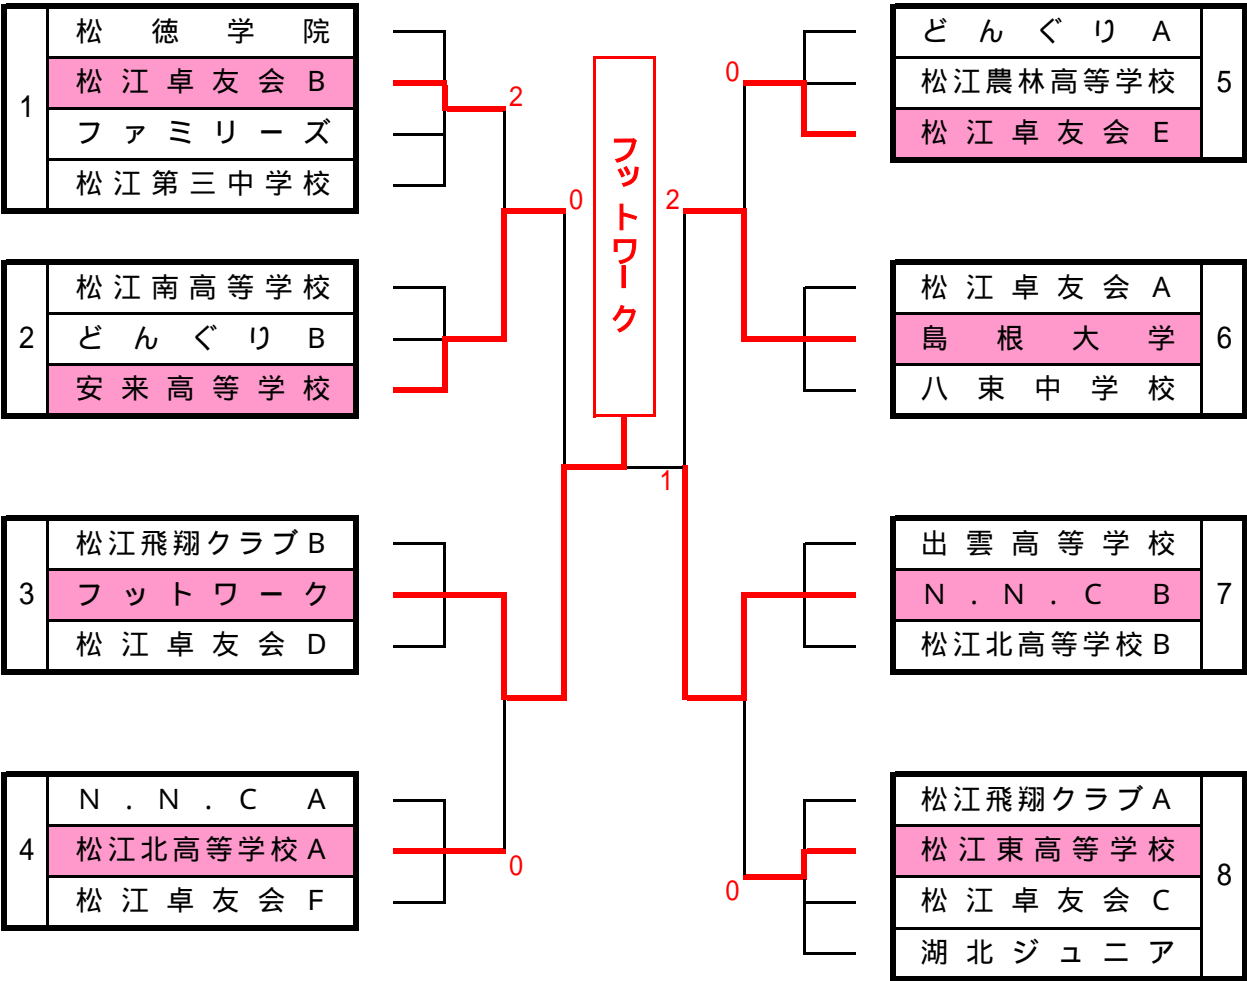 1
松徳学院
松江卓友会B
ファミリーズ
松江第三中学校
2
松江南高等学校
どんぐりB
安来高等学校
3
松江飛翔クラブB
フットワーク
松江卓友会D
4
N.N.C A
松江北高等学校A
松江卓友会F
2
0
0
フットワーク
1
0
2
0
どんぐりA
松江農林高等学校
松江卓友会E
5
松江卓友会A
島根大学
八束中学校
6
出雲高等学校
N.N.C B
松江北高等学校B
7
松江飛翔クラブA
松江東高等学校
松江卓友会C
湖北ジュニア
8